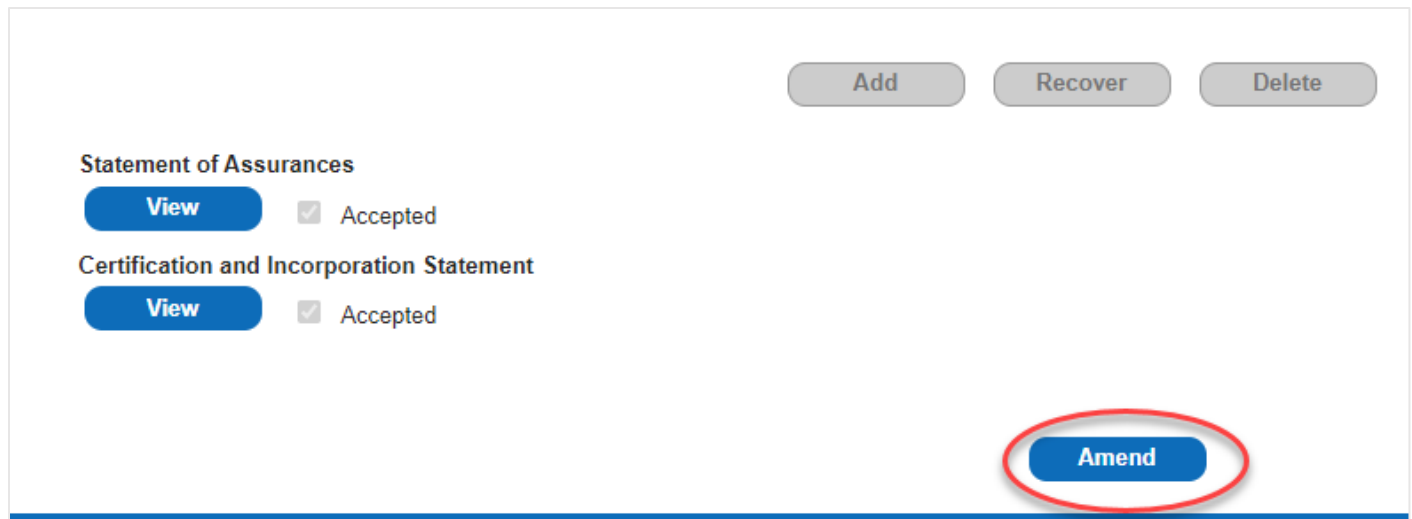 Add Recover Delete
Statement of Assurances
View Accepted
Certification and Incorporation Statement
View Accepted
Amend